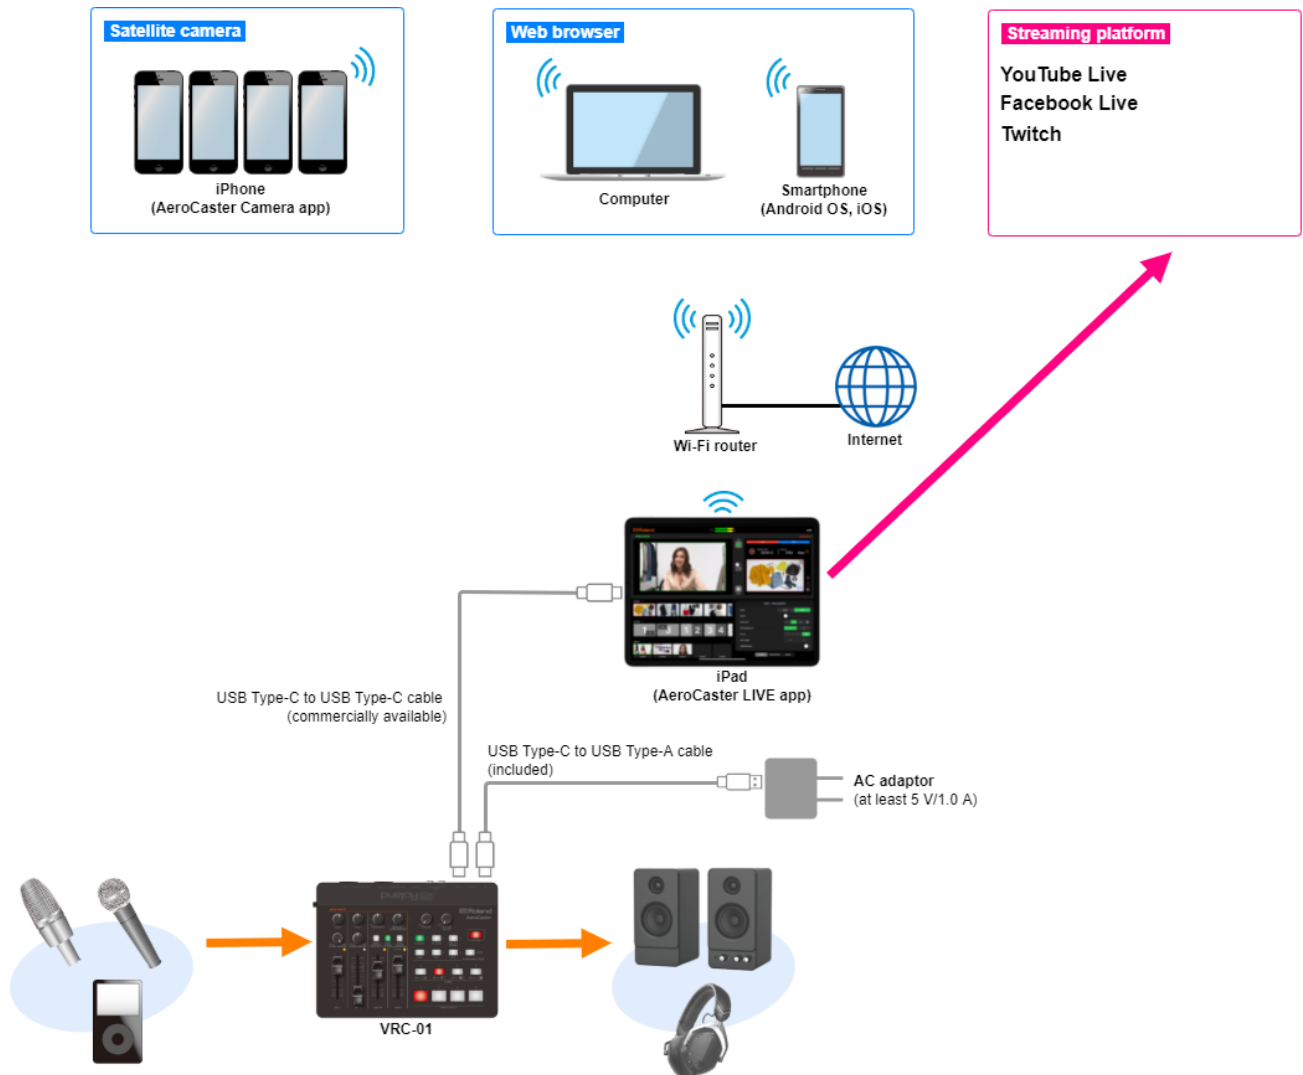 Satellite camera
iPhone
(AeroCaster Camera app)
Web browser
Computer
Smartphone
(Android OS, iOS)
Streaming platform
YouTube Live
Facebook Live
Twitch
Wi-Fi router
Internet
iPad
(AeroCaster LIVE app)
USB Type-C to USB Type-C cable
(commercially available)
USB Type-C to USB Type-A cable
(included)
AC adaptor
(at least 5 V/1.0 A)
Roland
AeroCaster
VRC-01